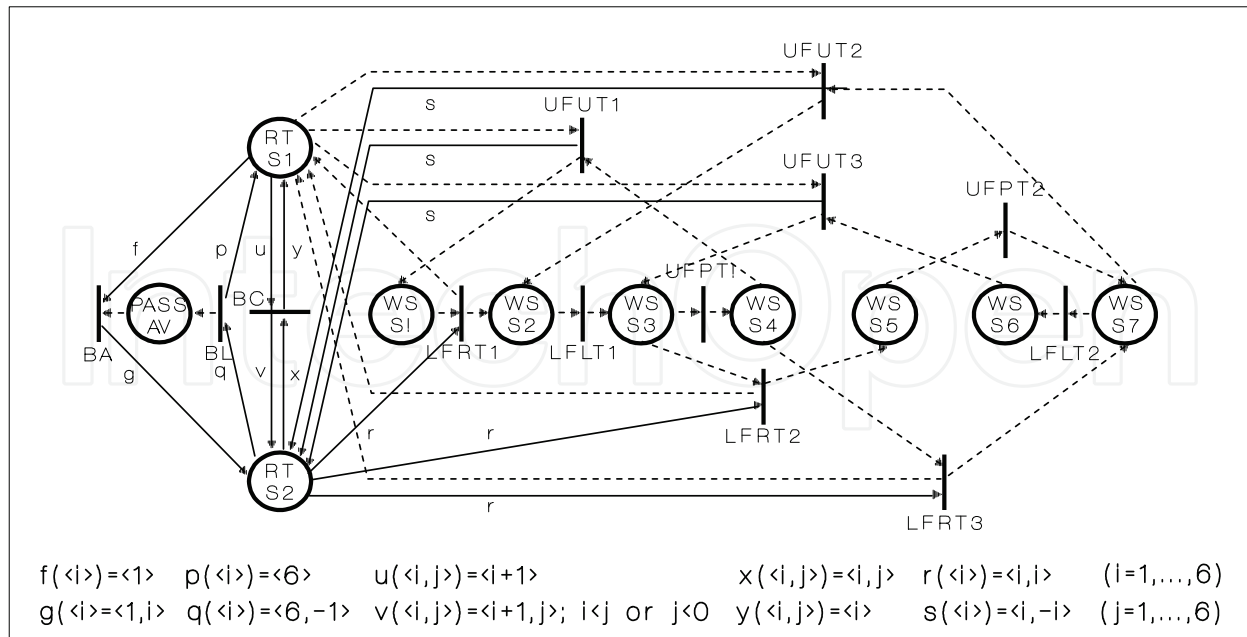 UFUT2
s
UFUT1
RT
S1
s
UFUT3
UFPT2
s
f
p
u
y
UFPT1
PASS
AV
BC
WS
S1
WS
S2
WS
S3
WS
S4
WS
S5
WS
S6
WS
S7
BA
BL
LFRT1
LFLT1
LFLT2
g
q
v
x
r
r
LFRT2
RT
S2
r
LFRT3
f(<i>)=<1> p(<i>)=<6> u(<i,j>)=<i+1> x(<i,j>)=<i,j> r(<i>)=<i,i> (i=1,...,6)
g(<i>=<1,i> q(<i>)=<6,-1> v(<i,j>)=<i+1,j>; i<j or j<0 y(<i,j>)=<i> s(<i>)=<i,-i> (j=1,...,6)
IntechOpen